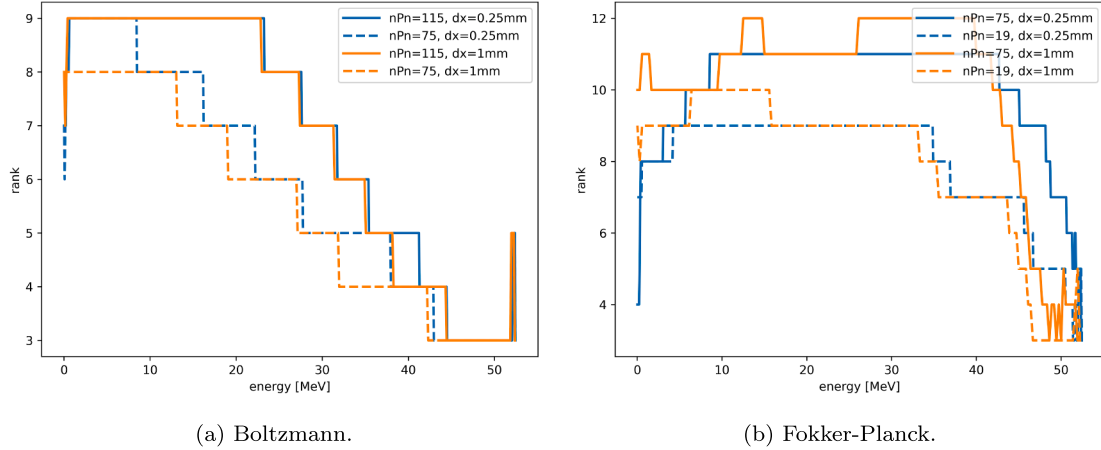 nPn=115, dx=0.25mm
nPn=75, dx=0.25mm
nPn=115, dx=1mm
nPn=75, dx=1mm
9
8
7
6
5
4
3
rank
0
10
20
30
40
50
energy [MeV]
(a) Boltzmann.
nPn=75, dx=0.25mm
nPn=19, dx=0.25mm
nPn=75, dx=1mm
nPn=19, dx=1mm
12
10
8
6
4
rank
0
10
20
30
40
50
energy [MeV]
(b) Fokker-Planck.